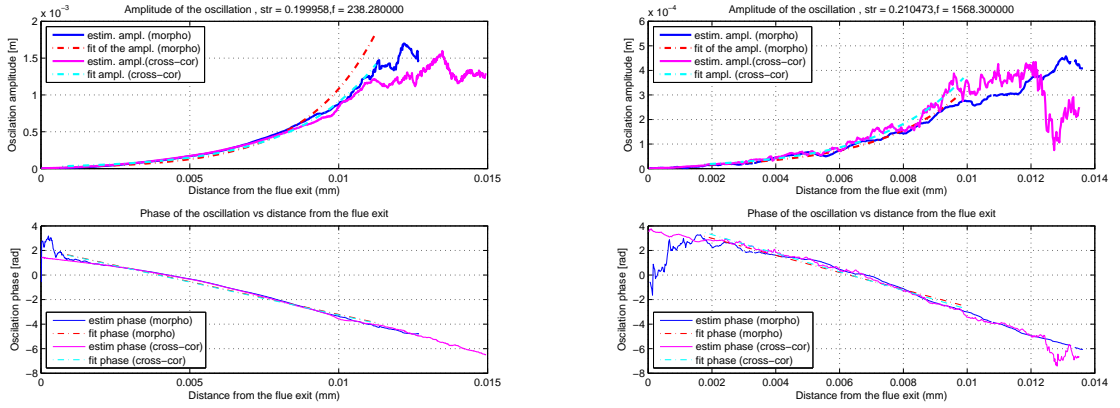 Amplitude of the oscillation , str = 0.199958,f = 238.280000
x 10⁻³
Oscilation amplitude [m]
2
1.5
1
0.5
0
estim. ampl. (morpho)
fit of the ampl. (morpho)
estim. ampl.(cross−cor)
fit ampl. (cross−cor)
0
0.005
0.01
0.015
Distance from the flue exit (mm)
Amplitude of the oscillation , str = 0.210473,f = 1568.300000
x 10⁻⁴
Oscilation amplitude [m]
6
5
4
3
2
1
0
estim. ampl. (morpho)
fit of the ampl. (morpho)
estim. ampl.(cross−cor)
fit ampl. (cross−cor)
0
0.002
0.004
0.006
0.008
0.01
0.012
0.014
Distance from the flue exit (mm)
Phase of the oscillation vs distance from the flue exit
Oscilation phase [rad]
4
2
0
−2
−4
−6
−8
estim phase (morpho)
fit phase (morpho)
estim phase (cross−cor)
fit phase (cross−cor)
0
0.005
0.01
0.015
Distance from the flue exit (mm)
Phase of the oscillation vs distance from the flue exit
Oscilation phase [rad]
4
2
0
−2
−4
−6
−8
estim phase (morpho)
fit phase (morpho)
estim phase (cross−cor)
fit phase (cross−cor)
0
0.002
0.004
0.006
0.008
0.01
0.012
0.014
Distance from the flue exit (mm)